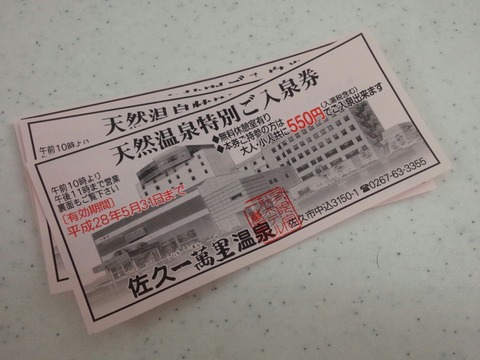 天然温泉特別ご入泉券
午前10時より
午後11時まで営業
裏面もご覧下さい
〔有効期間〕
平成28年5月31日まで
◆無料休憩室有り
本券ご持参の方は (入湯税含む)
大人・小人共に550円でご入泉出来ます
佐久一萬里温泉
佐久市中込3150-1 ☎0267-63-3355
午前10時より